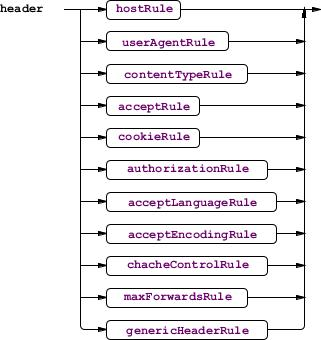 header
hostRule
userAgentRule
contentTypeRule
acceptRule
cookieRule
authorizationRule
acceptLanguageRule
acceptEncodingRule
chacheControlRule
maxForwardsRule
genericHeaderRule